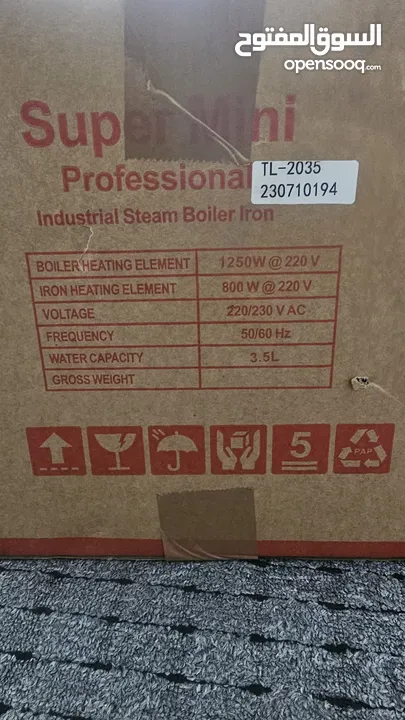 السوق المفتوح
opensooq.com
Super Mini
Professional
TL-2035
230710194
Industrial Steam Boiler Iron
BOILER HEATING ELEMENT 1250W @ 220 V
IRON HEATING ELEMENT 800 W @ 220 V
VOLTAGE 220/230 V AC
FREQUENCY 50/60 Hz
WATER CAPACITY 3.5L
GROSS WEIGHT
5
PAP